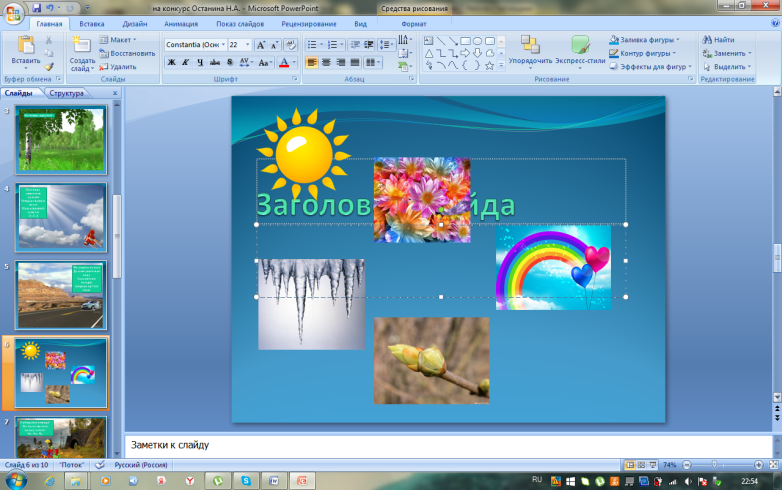 на конкурс Останина Н.А. - Microsoft PowerPoint
Средства рисования
Главная
Вставка
Дизайн
Анимация
Показ слайдов
Рецензирование
Вид
Формат
Вставить
Буфер обмена
Создать слайд
Макет
Восстановить
Удалить
Слайды
Constantia (Осн
22
Ж К Ч abc S AV Aa А
Шрифт
Абзац
Упорядочить
Экспресс-стили
Заливка фигуры
Контур фигуры
Эффекты для фигур
Рисование
Найти
Заменить
Выделить
Редактирование
Слайды
Структура
3
4
5
6
7
Заголов йда
Заметки к слайду
Слайд 6 из 10
"Поток"
Русский (Россия)
74%
RU
22:54